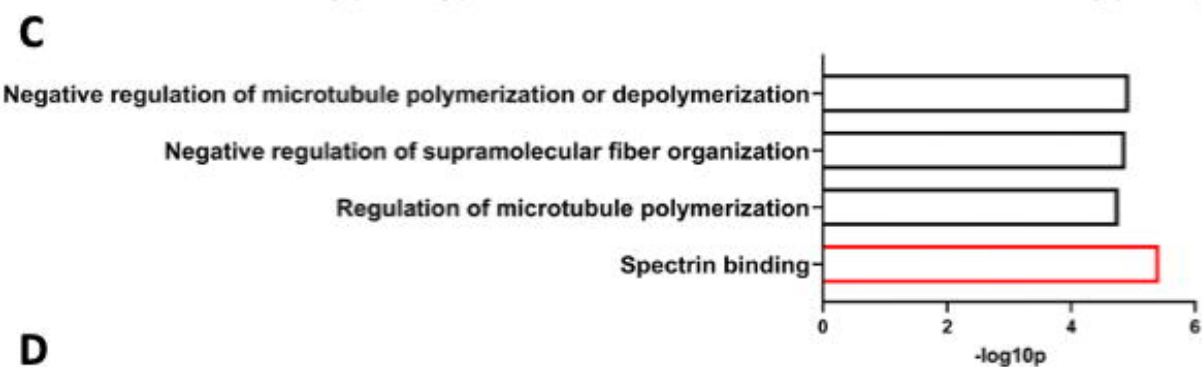 C
Negative regulation of microtubule polymerization or depolymerization
Negative regulation of supramolecular fiber organization
Regulation of microtubule polymerization
Spectrin binding
0 2 4 6
-log10p
D